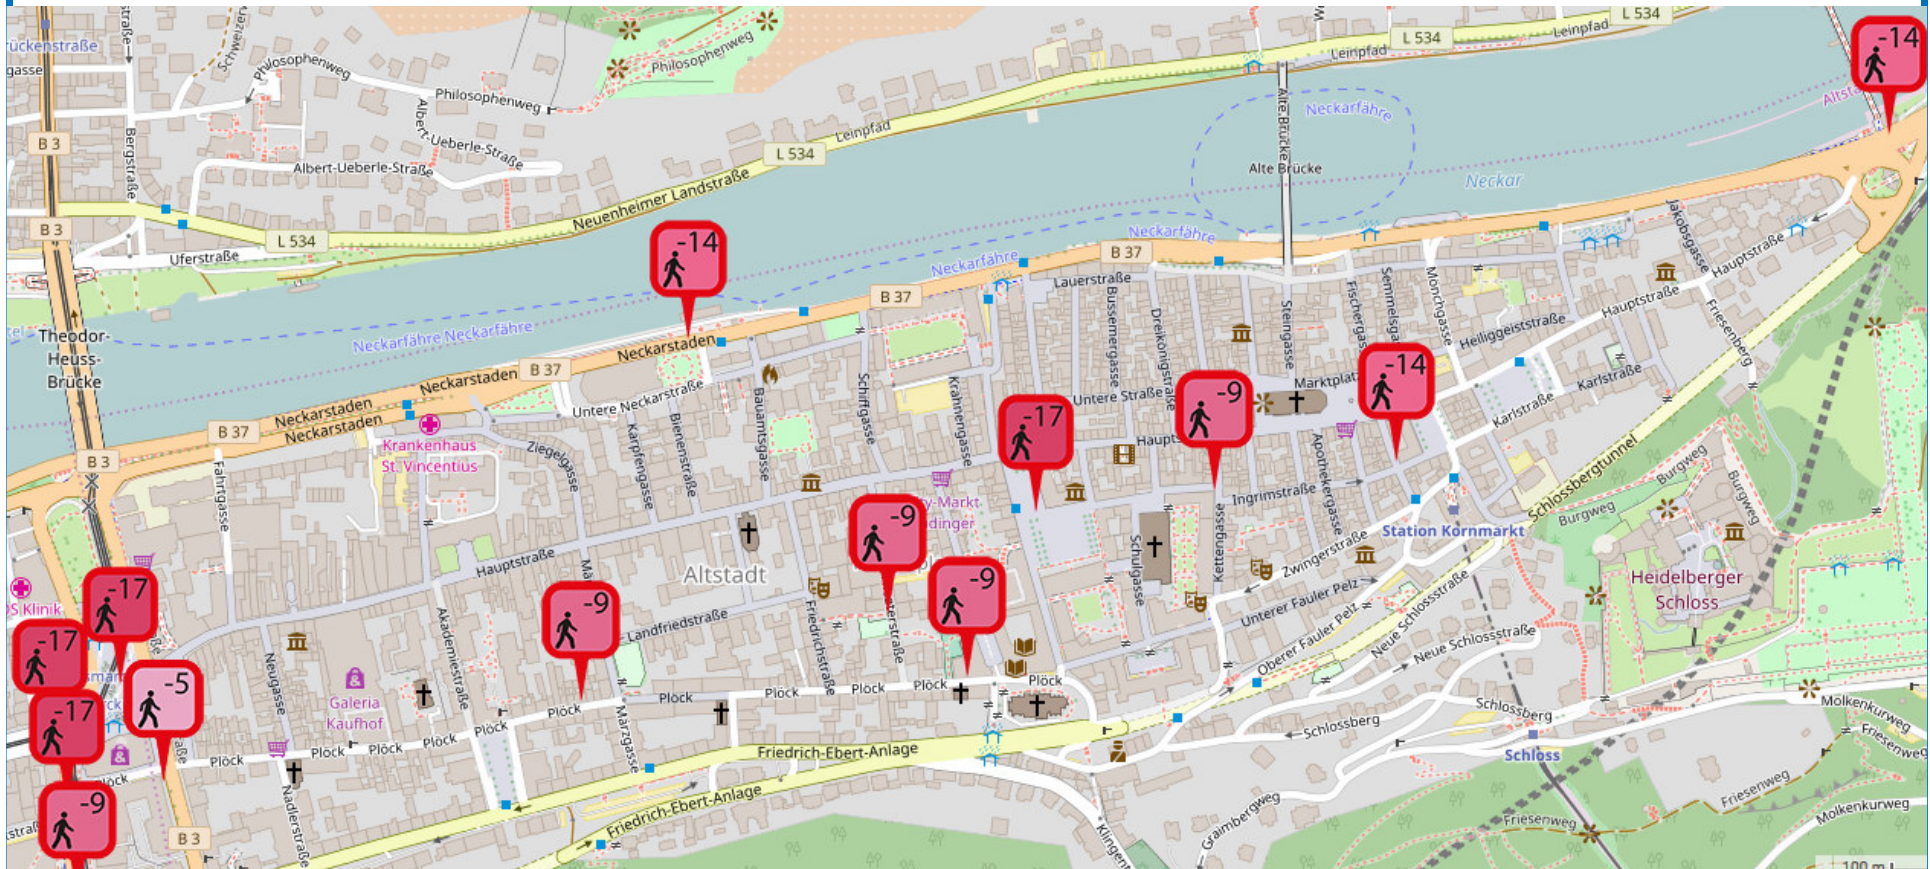 L 534
-14
Leinpfad
L 534
Leinpfad
Philosophenweg
rückenstraße
gasse
Philosophenweg
Philosophenweg
Alte Brücke
Neckarfähre
Leinpfad
Albert-Ueberle-Straße
B 3
Bergstraße
L 534
Albert-Ueberle-Straße
Alte Brücke
Neckar
Neuenheimer Landstraße
B 3
L 534
Uferstraße
-14
Neckarfähre
B 37
Neckarfähre
Lauerstraße
Jakobsgasse
Hauptstraße
B 37
Bussemergasse
Dreikönigstraße
Steingasse
Mönchgasse
Hauptstraße
Friesenberg
Neckarfähre Neckarfähre
Theodor-
Heuss-
Brücke
Neckarstaden
Heiliggeiststraße
B 37
Neckarstaden
Untere Neckarstraße
Bauamtsgasse
Schiffgasse
Krahnengasse
Untere Straße
-9
-14
Karlstraße
Karlstraße
Neckarstaden
Neckarstaden
B 37
Krankenhaus
St. Vincentius
Ziegelgasse
Karpfengasse
Bienenstraße
-17
B 3
Fahrtgasse
Apothekergasse
Ingrimstraße
Schlossbergtunnel
Burgweg
Burgweg
Burgweg
Station Kornmarkt
-9
Hauptstraße
Altstadt
Schulgasse
Kettengasse
Zwingerstraße
Unterer Fauler Pelz
Heidelberger
Schloss
-17
-9
-9
Landfriedstraße
Friedrichstraße
Akademiestraße
Oberer Fauler Pelz
Neue Schlossstraße
Neue Schlossstraße
-17
-5
Neugasse
Galeria
Kaufhof
Plöck
Plöck
Plöck
Plöck
Plöck
Plöck
Plöck
Plöck
Plöck
Plöck
Märzgasse
-17
Schlossberg
Schlossberg
Schloss
Molkenkurweg
Friedrich-Ebert-Anlage
-9
B 3
Nadlerstraße
Friedrich-Ebert-Anlage
Graimbergweg
Friesenweg
Friesenweg
Molkenkurweg